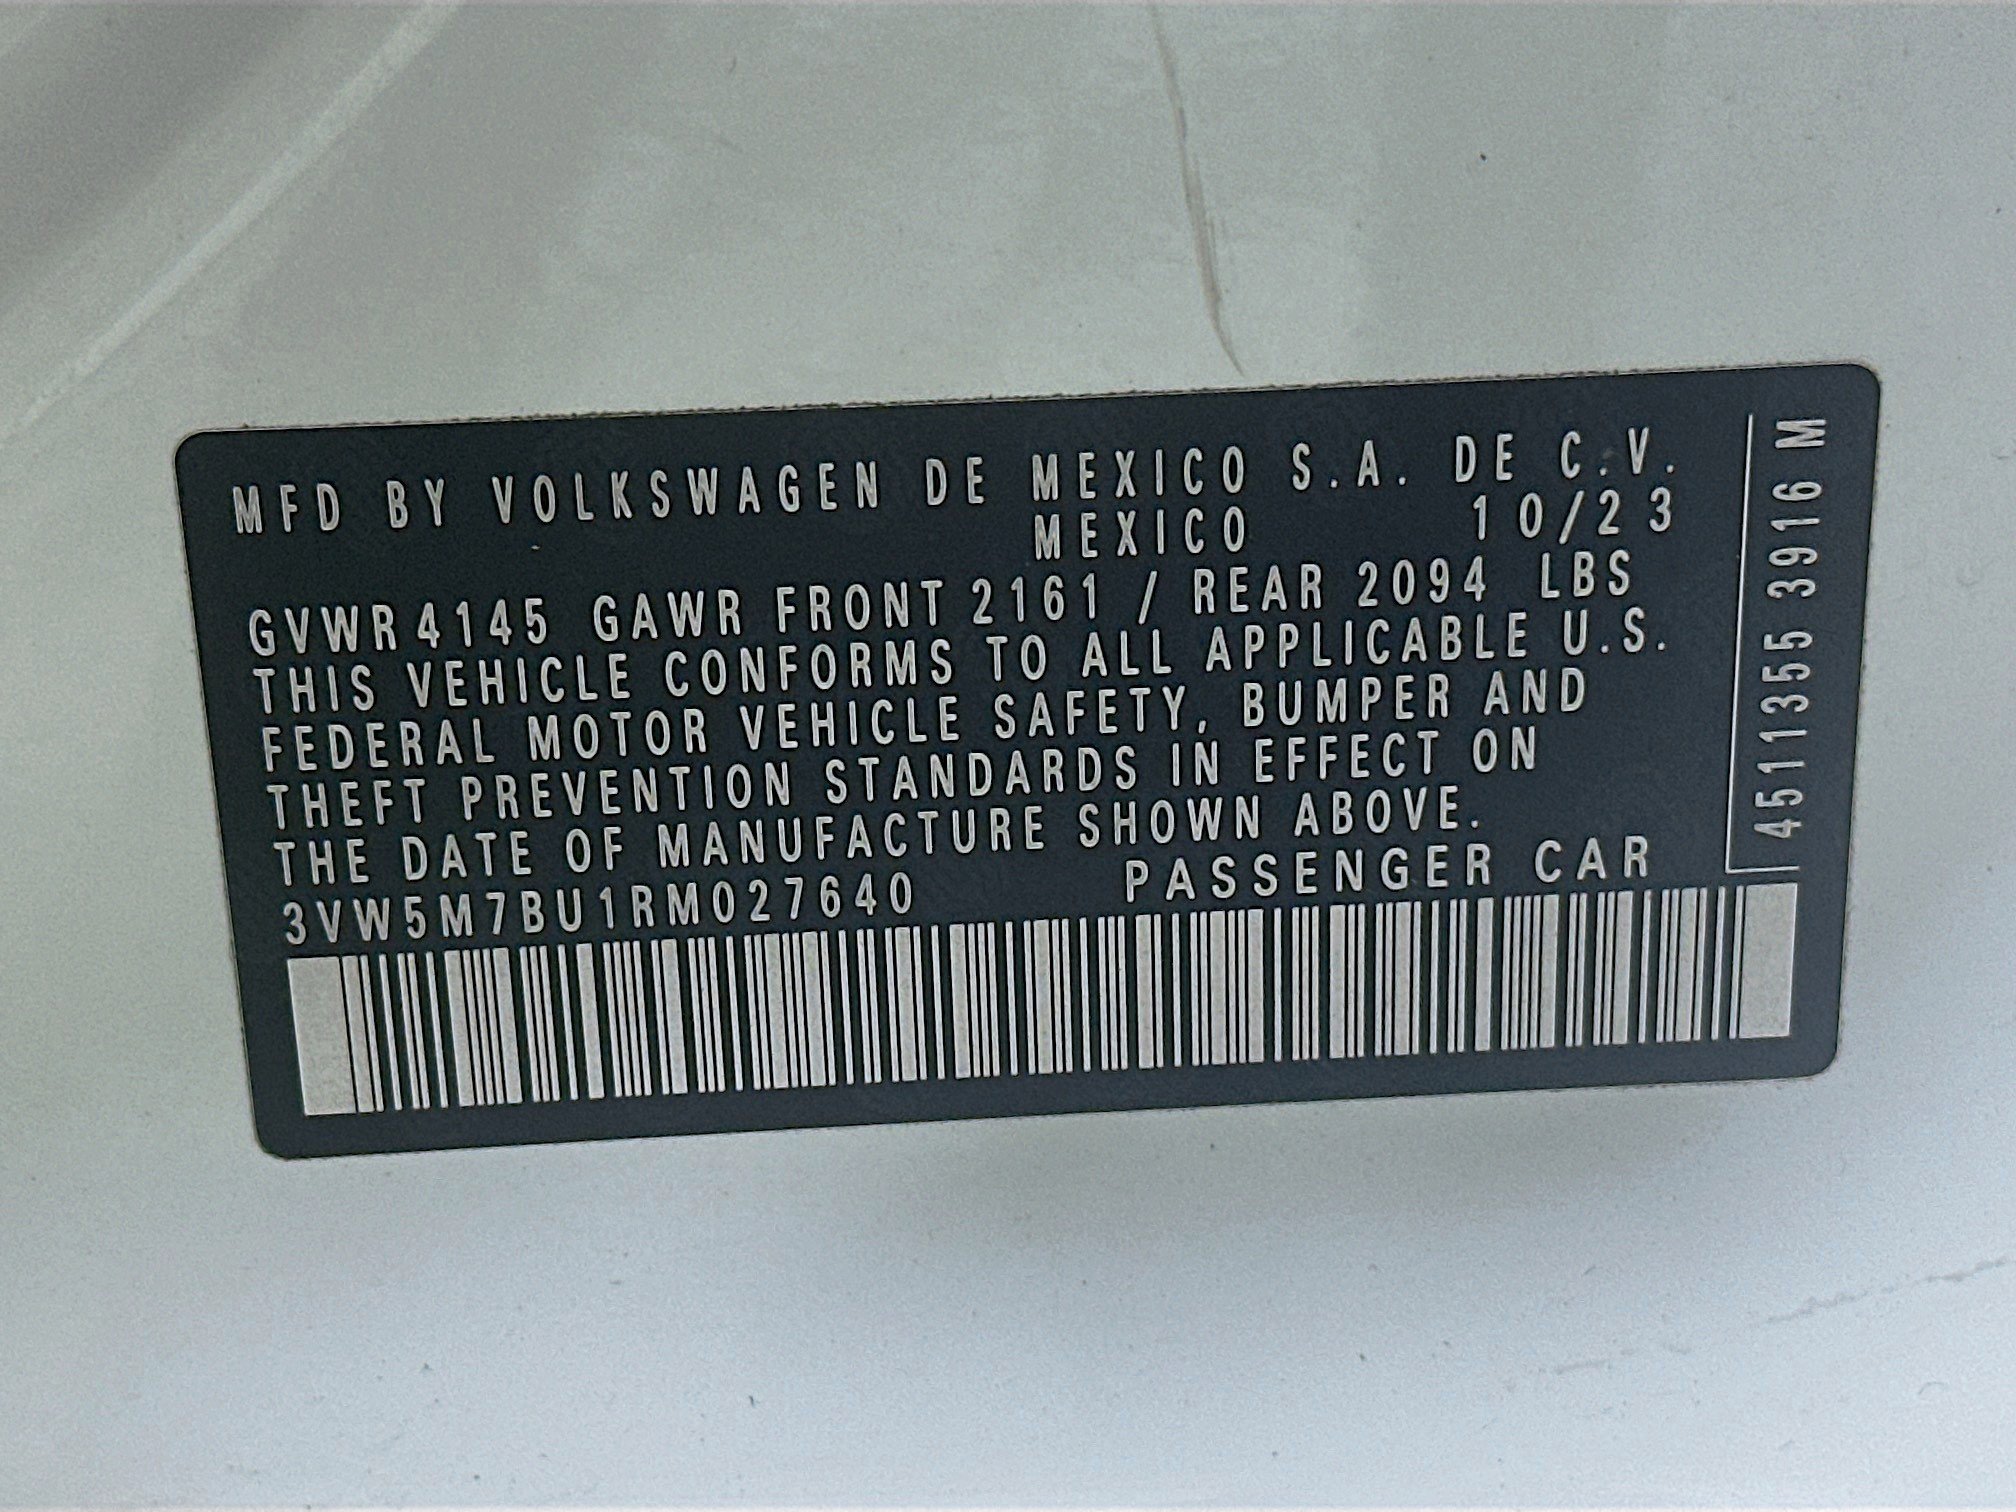 MFD BY VOLKSWAGEN DE MEXICO S.A. DE C.V.
MEXICO 10/23
GVWR 4145 GAWR FRONT 2161 / REAR 2094 LBS
THIS VEHICLE CONFORMS TO ALL APPLICABLE U.S.
FEDERAL MOTOR VEHICLE SAFETY, BUMPER AND
THEFT PREVENTION STANDARDS IN EFFECT ON
THE DATE OF MANUFACTURE SHOWN ABOVE.
3VW5M7BU1RM027640 PASSENGER CAR
4511355 3916 M